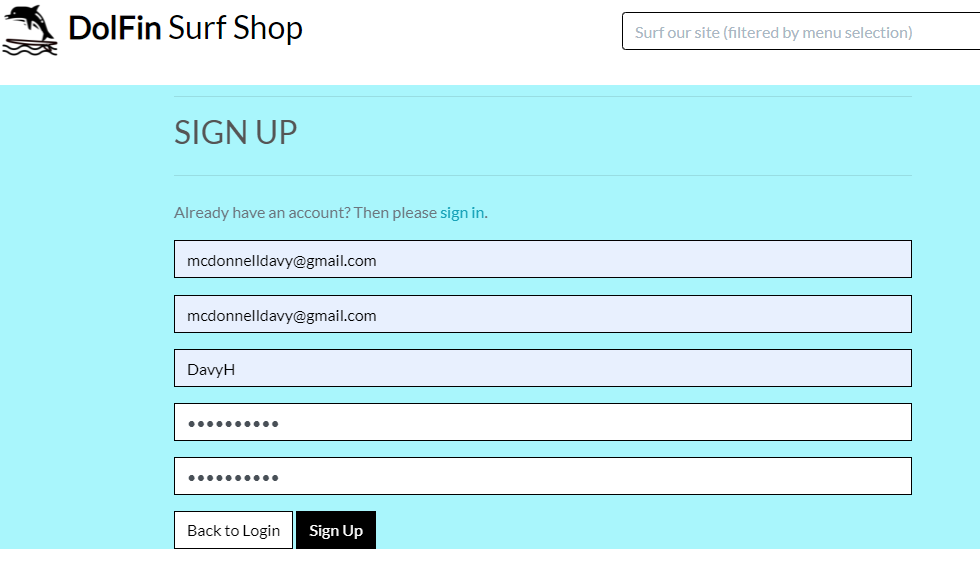 DolFin Surf Shop
Surf our site (filtered by menu selection)
SIGN UP
Already have an account? Then please sign in.
mcdonnelldavy@gmail.com
mcdonnelldavy@gmail.com
DavyH
••••••••••
••••••••••
Back to Login Sign Up